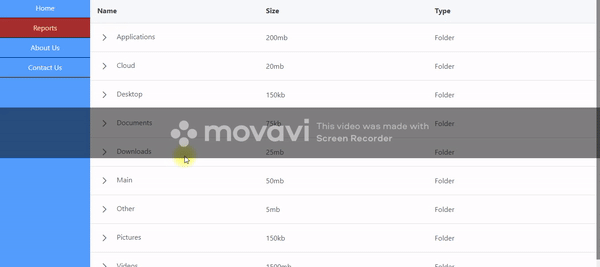 Home
Reports
About Us
Contact Us
Name Size Type
Applications 200mb Folder
Cloud 20mb Folder
Desktop 150kb Folder
Documents 75kb Folder
movavi This video was made with
Screen Recorder
Downloads 25mb Folder
Main 50mb Folder
Other 5mb Folder
Pictures 150kb Folder
Videos 1500mb Folder